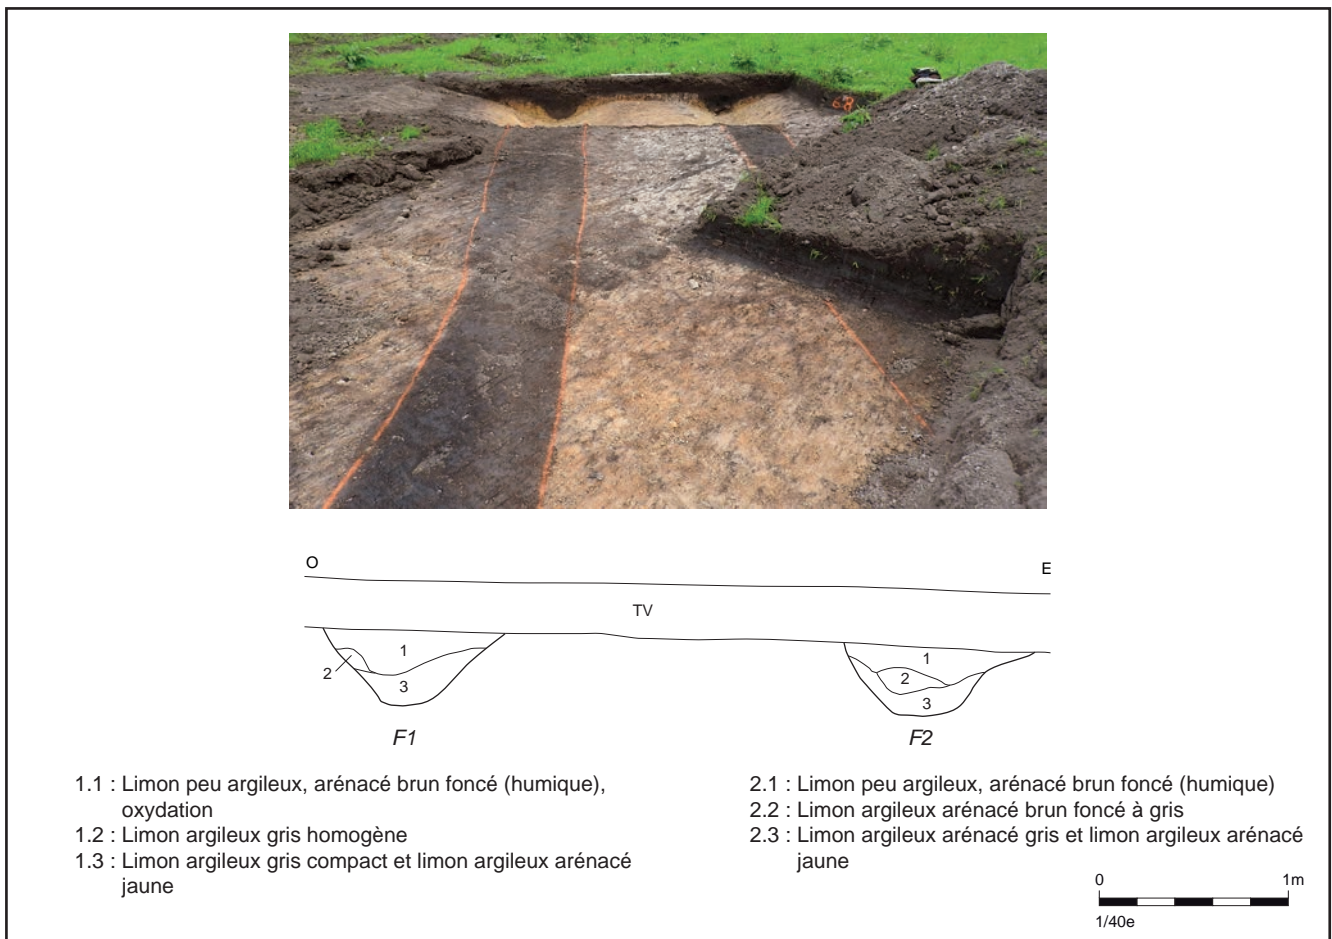 68
O
E
TV
1
2
3
1
2
3
F1
F2
1.1 : Limon peu argileux, arénacé brun foncé (humique),
oxydation
1.2 : Limon argileux gris homogène
1.3 : Limon argileux gris compact et limon argileux arénacé
jaune
2.1 : Limon peu argileux, arénacé brun foncé (humique)
2.2 : Limon argileux arénacé brun foncé à gris
2.3 : Limon argileux arénacé gris et limon argileux arénacé
jaune
0
1m
1/40e